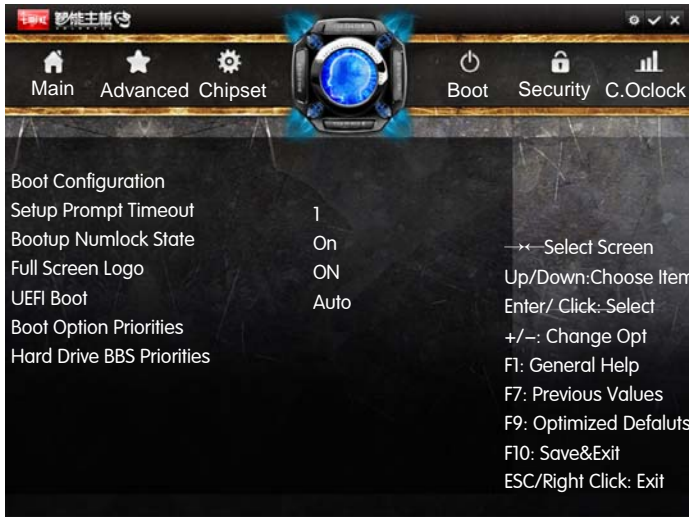 七彩虹 智能主板
Main Advanced Chipset Boot Security C.Oclock
Boot Configuration
Setup Prompt Timeout 1
Bootup Numlock State On
Full Screen Logo ON
UEFI Boot Auto
Boot Option Priorities
Hard Drive BBS Priorities
→←Select Screen
Up/Down:Choose Item
Enter/ Click: Select
+/–: Change Opt
F1: General Help
F7: Previous Values
F9: Optimized Defaluts
F10: Save&Exit
ESC/Right Click: Exit